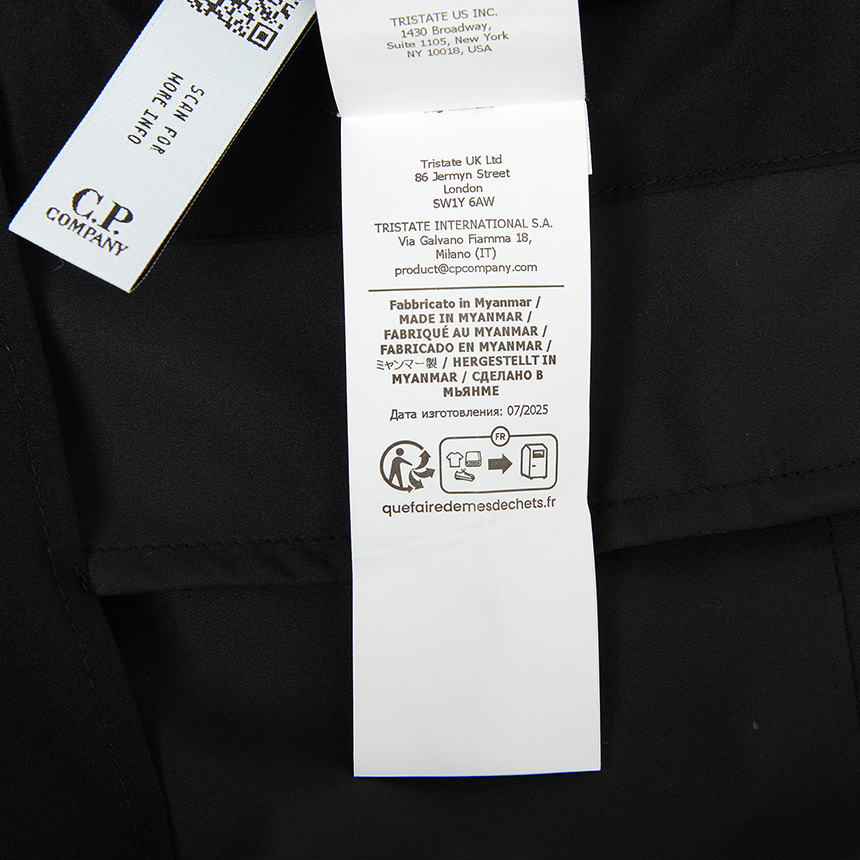 TRISTATE US INC.
1430 Broadway,
Suite 1105, New York
NY 10018, USA
SCAN FOR
MORE INFO
C.P.
COMPANY
Tristate UK Ltd
86 Jermyn Street
London
SW1Y 6AW
TRISTATE INTERNATIONAL S.A.
Via Galvano Fiamma 18,
Milano (IT)
product@cpcompany.com
Fabbricato in Myanmar /
MADE IN MYANMAR /
FABRIQUÉ AU MYANMAR /
FABRICADO EN MYANMAR /
ミャンマー製 / HERGESTELLT IN
MYANMAR / СДЕЛАНО В
МЬЯНМЕ
Дата изготовления: 07/2025
FR
quefairedemesdechets.fr